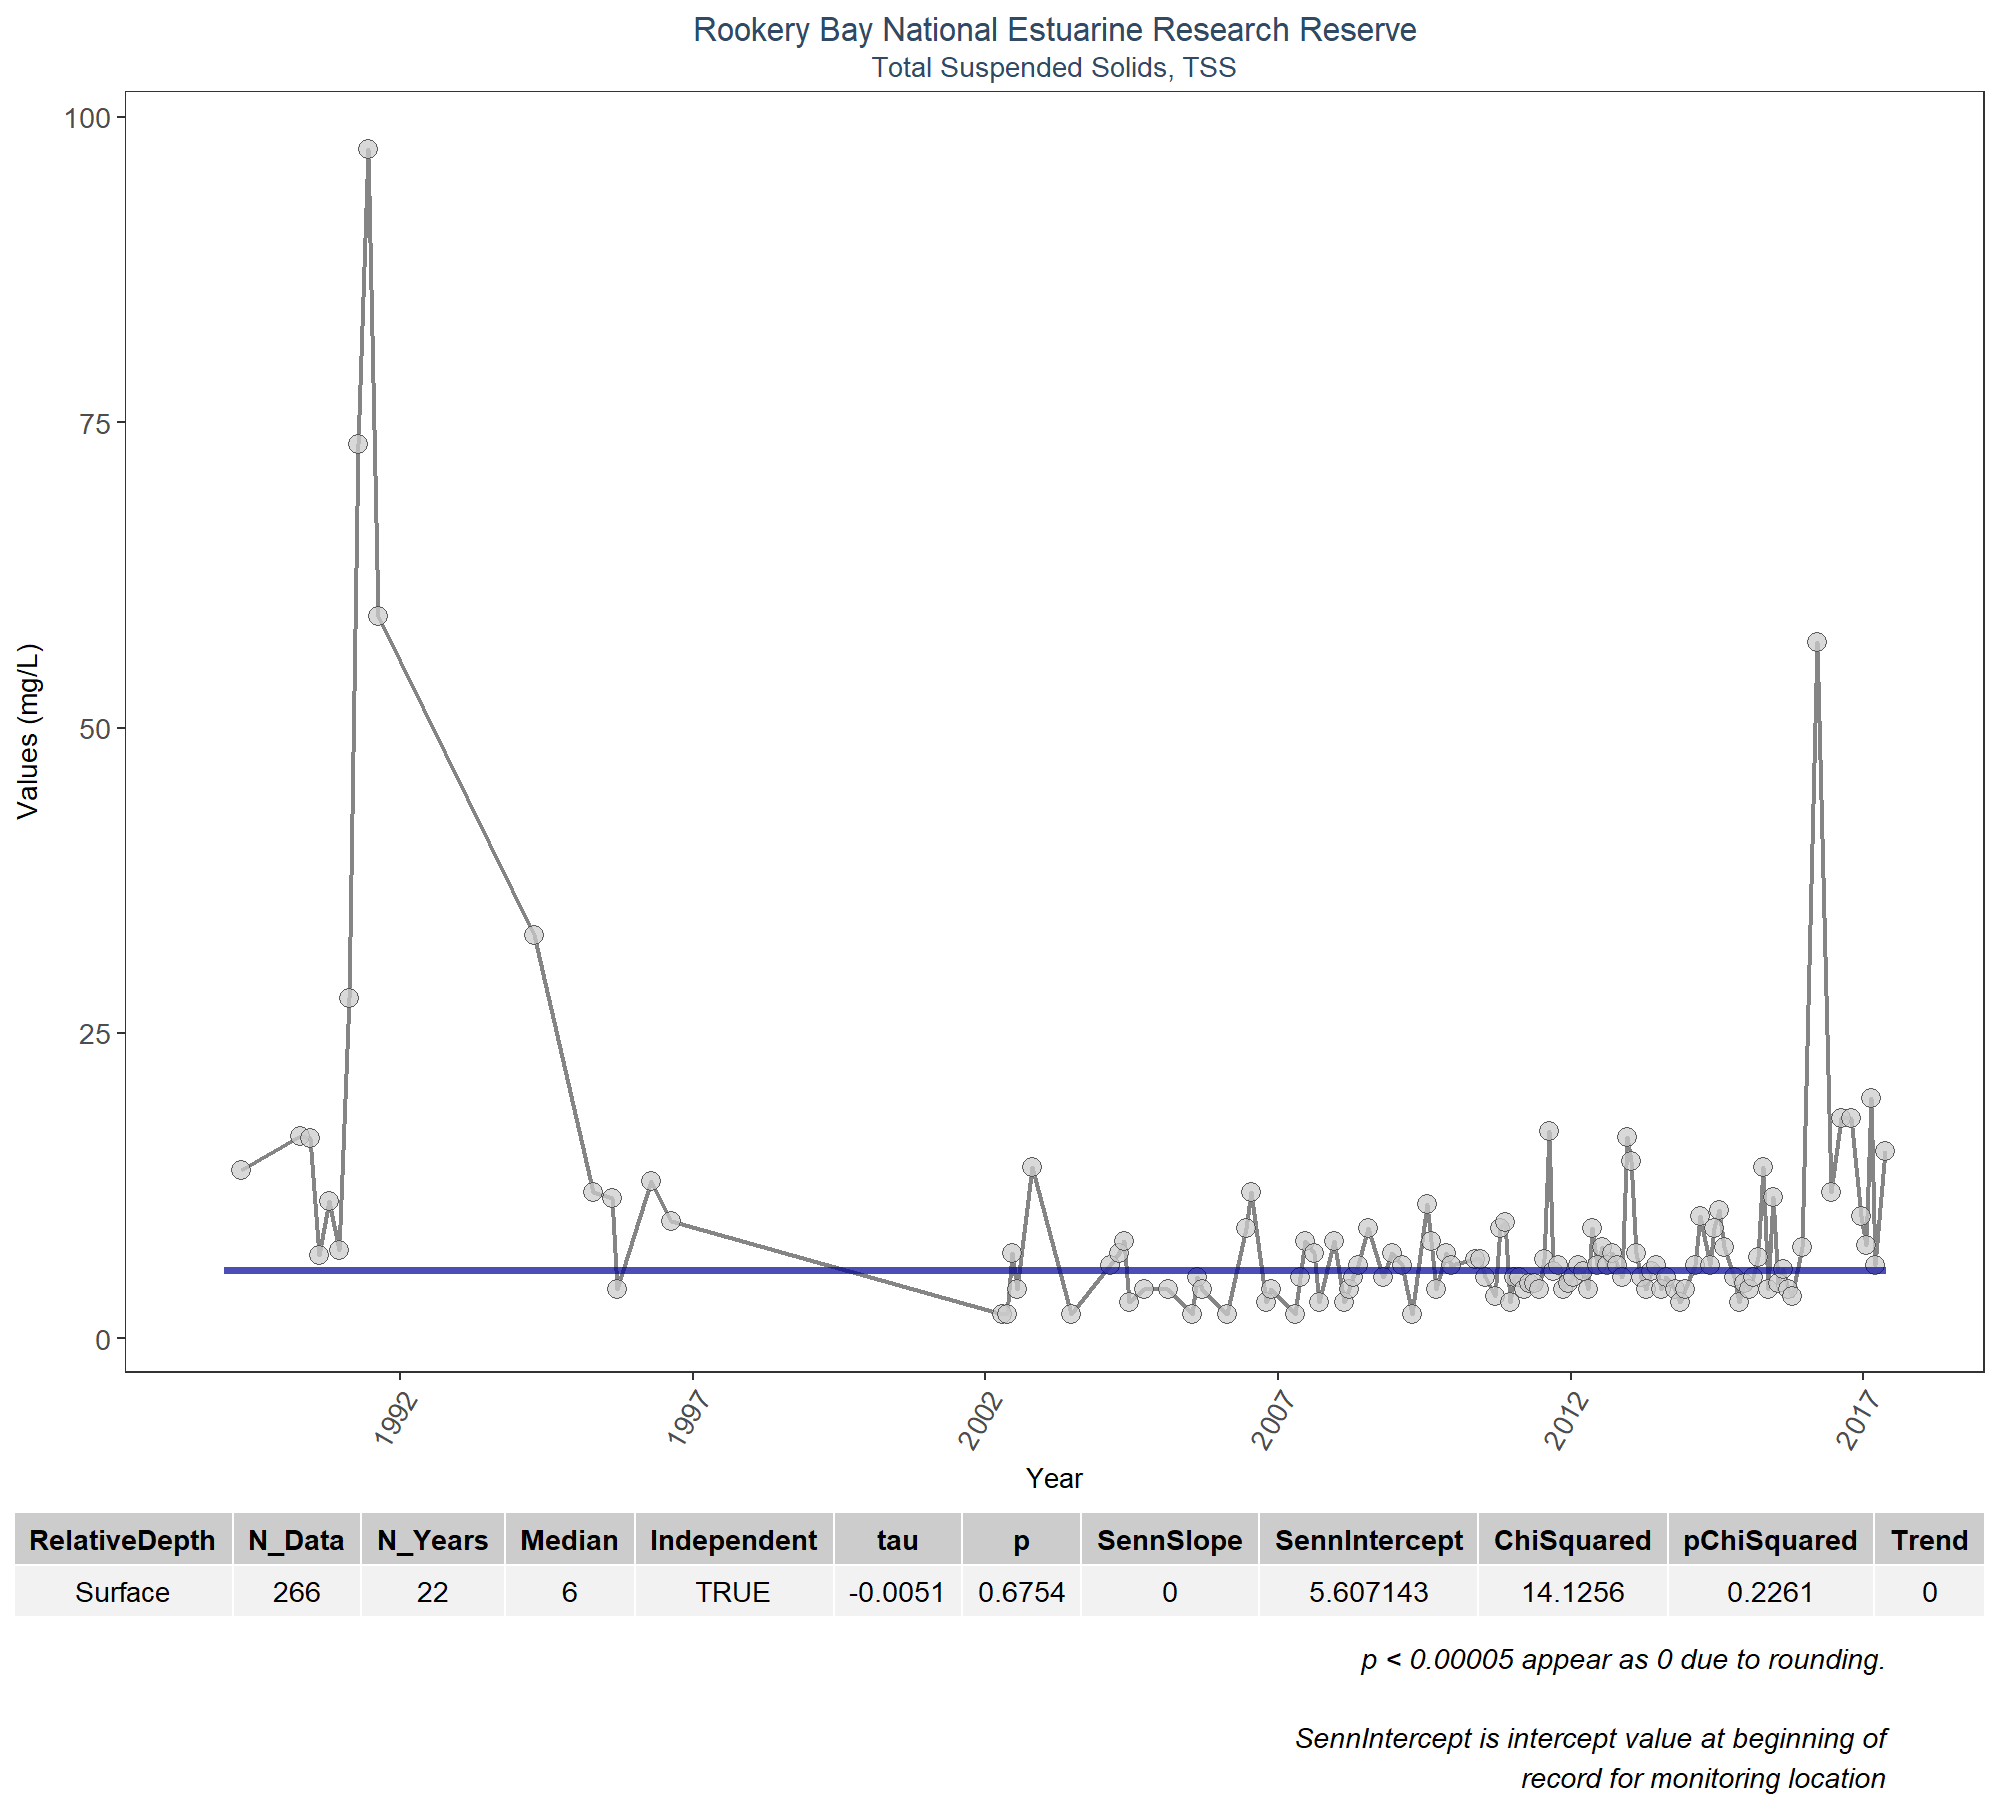 Rookery Bay National Estuarine Research Reserve
Total Suspended Solids, TSS
100
75
50
25
0
Values (mg/L)
1992
1997
2002
2007
2012
2017
Year
RelativeDepth N_Data N_Years Median Independent tau p SennSlope SennIntercept ChiSquared pChiSquared Trend
Surface 266 22 6 TRUE -0.0051 0.6754 0 5.607143 14.1256 0.2261 0
p < 0.00005 appear as 0 due to rounding.
SennIntercept is intercept value at beginning of
record for monitoring location